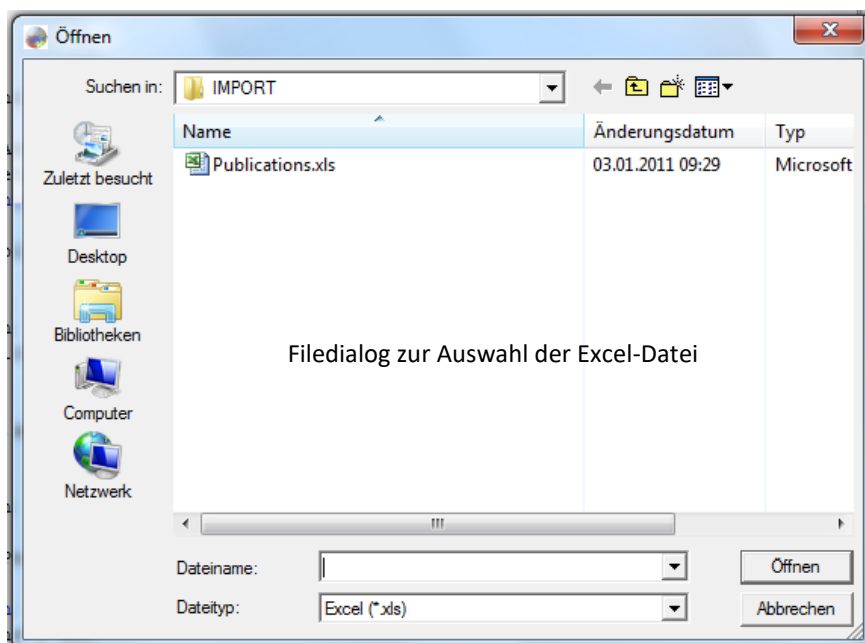 Öffnen
Suchen in: IMPORT
Name Änderungsdatum Typ
Publications.xls 03.01.2011 09:29 Microsoft
Zuletzt besucht
Desktop
Bibliotheken
Filedialog zur Auswahl der Excel-Datei
Computer
Netzwerk
Dateiname: Öffnen
Dateityp: Excel (*.xls) Abbrechen